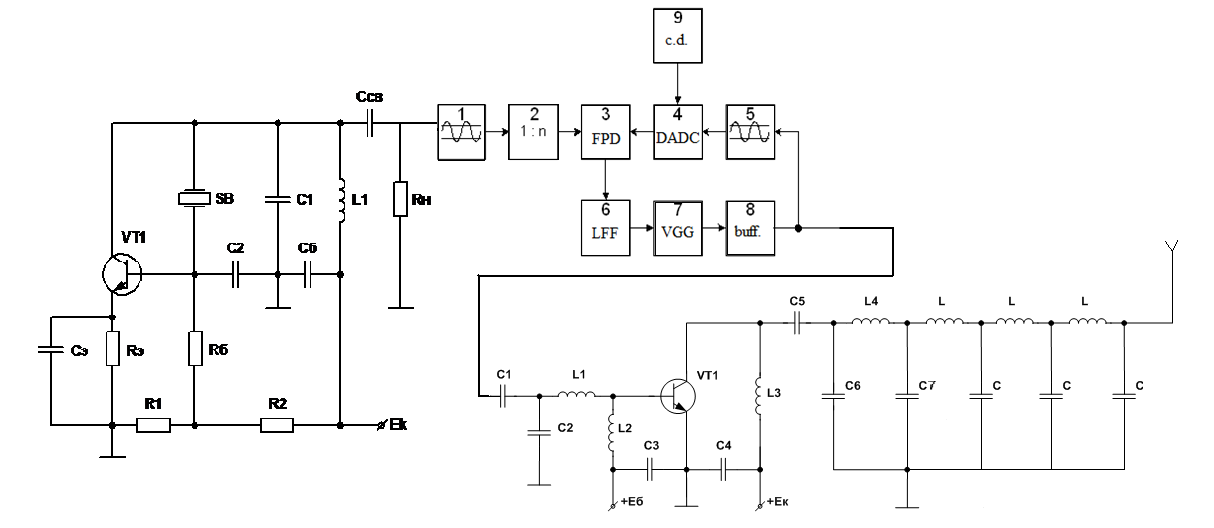 9
c.d.
Cсв
1
2
1 : n
3
FPD
4
DADC
5
SB
C1
L1
Rн
6
LFF
7
VGG
8
buff.
VT1
C2
Cб
Cэ
Rэ
Rб
R1
R2
Ek
C5
L4
L
L
L
C1
L1
VT1
L3
C6
C7
C
C
C
C2
L2
C3
C4
+Eб
+Eк